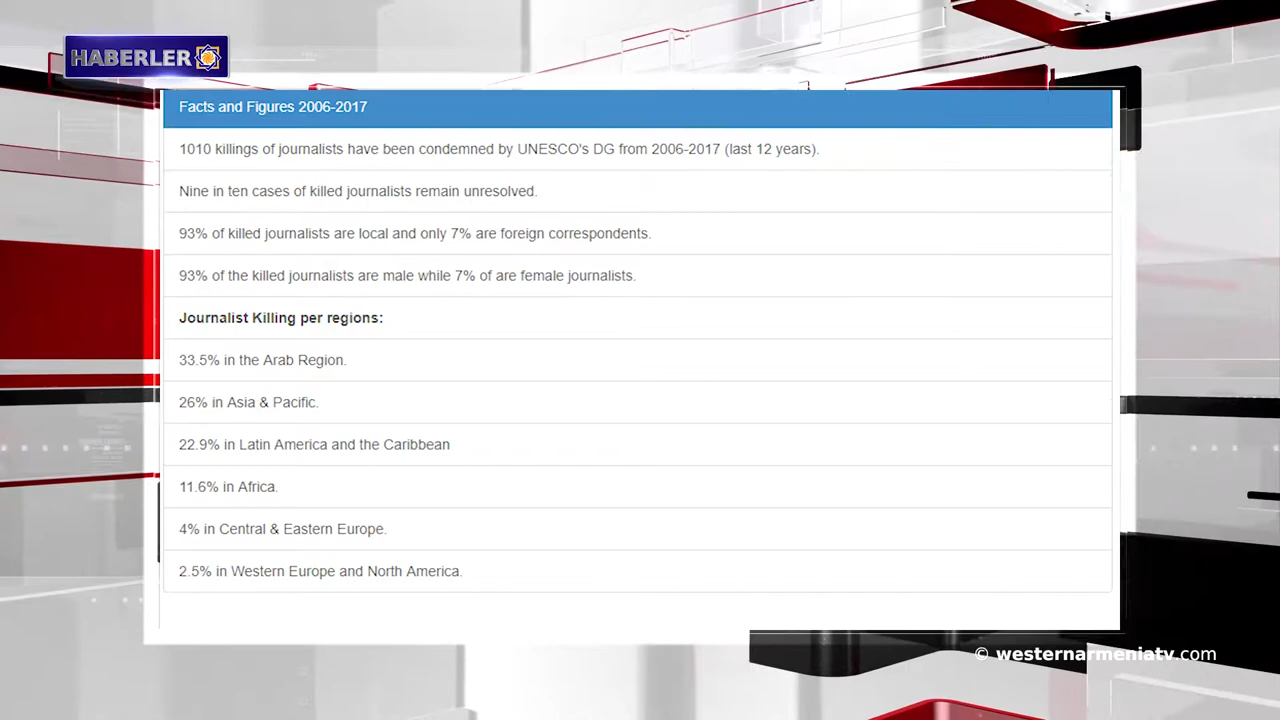 HABERLER
Facts and Figures 2006-2017
1010 killings of journalists have been condemned by UNESCO's DG from 2006-2017 (last 12 years).
Nine in ten cases of killed journalists remain unresolved.
93% of killed journalists are local and only 7% are foreign correspondents.
93% of the killed journalists are male while 7% of are female journalists.
Journalist Killing per regions:
33.5% in the Arab Region.
26% in Asia & Pacific.
22.9% in Latin America and the Caribbean
11.6% in Africa.
4% in Central & Eastern Europe.
2.5% in Western Europe and North America.
© westernarmeniatv.com